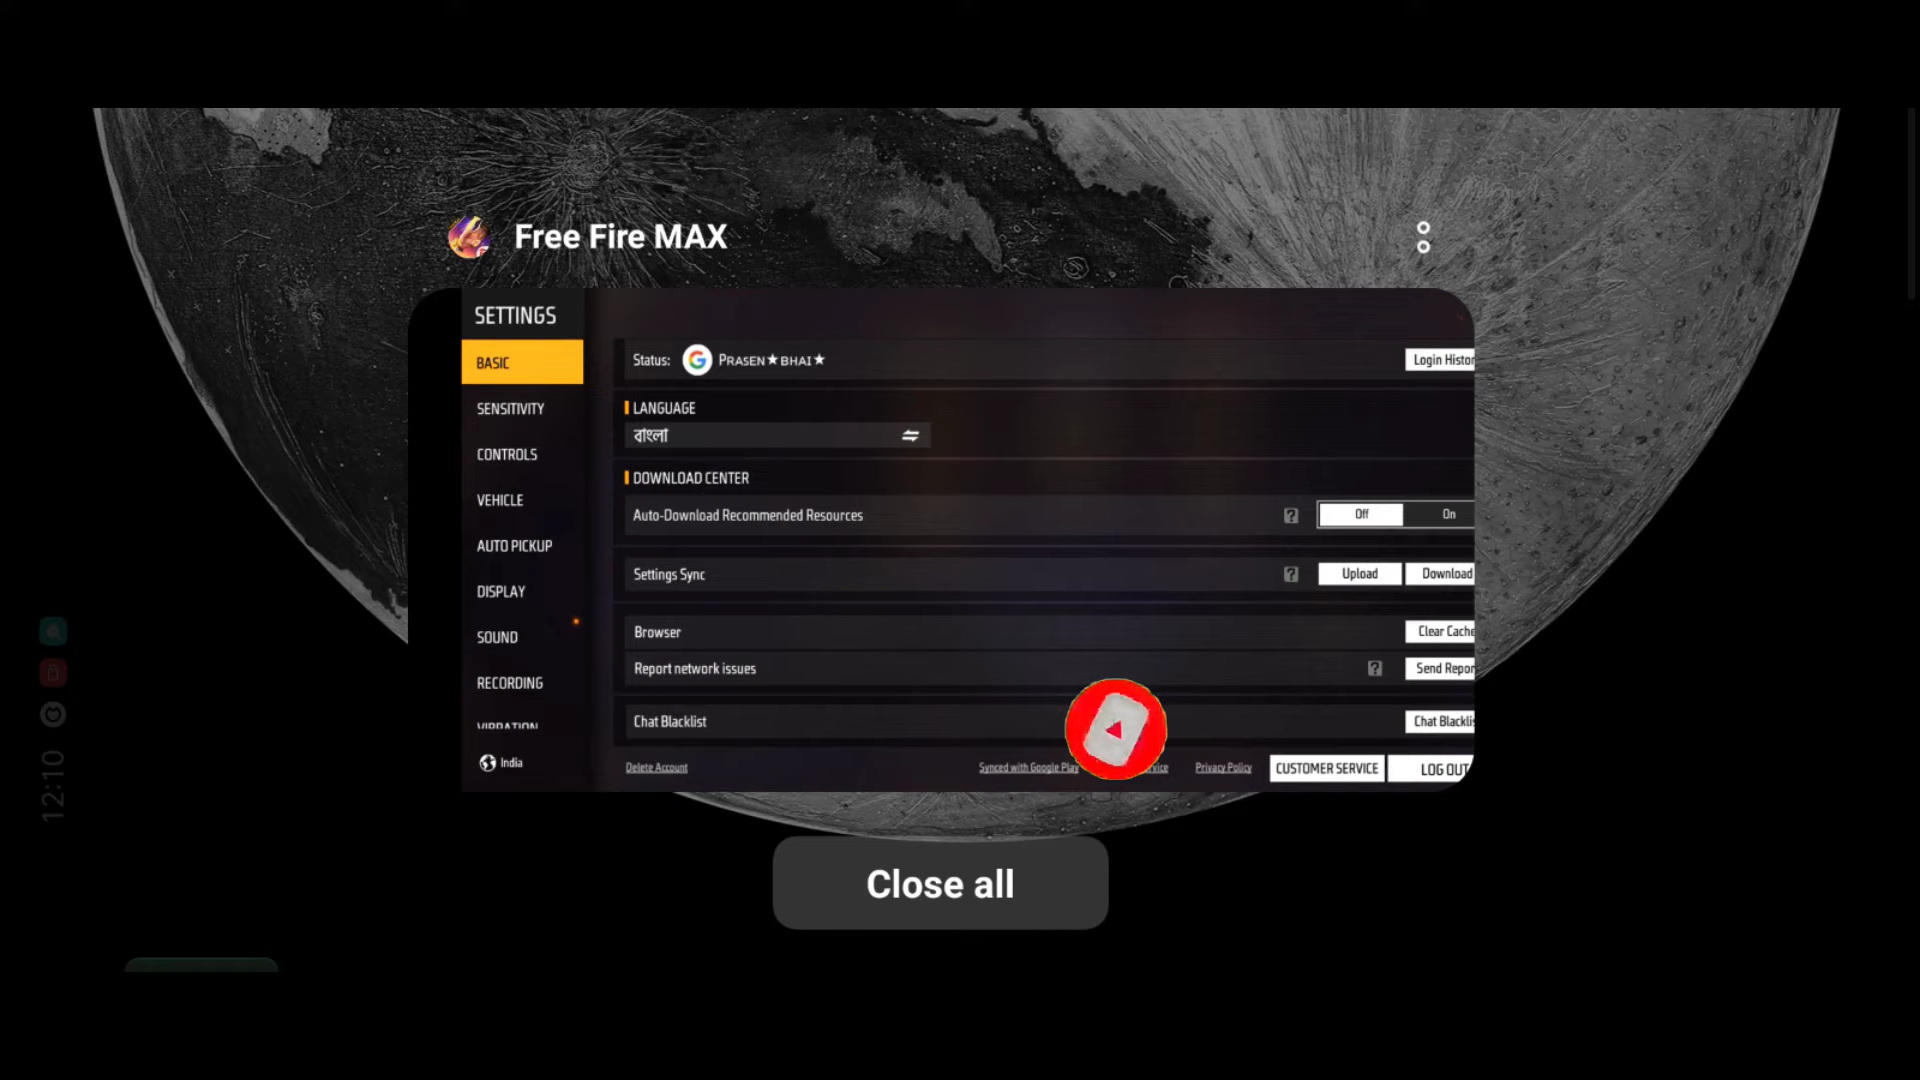 Free Fire MAX
SETTINGS
BASIC
SENSITIVITY
CONTROLS
VEHICLE
AUTO PICKUP
DISPLAY
SOUND
RECORDING
VIBRATION
India
Status: PRASEN★BHAI★
Login Histor
LANGUAGE
বাংলা
DOWNLOAD CENTER
Auto-Download Recommended Resources ? Off On
Settings Sync ? Upload Download
Browser Clear Cache
Report network issues ? Send Repor
Chat Blacklist Chat Blacklis
Delete Account Synced with Google Play Privacy Policy CUSTOMER SERVICE LOG OUT
Close all
12:10